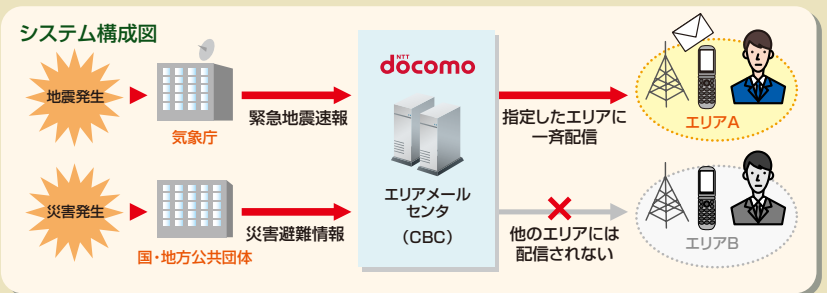 システム構成図
地震発生
気象庁
緊急地震速報
NTT
döcomo
指定したエリアに
一斉配信
エリアA
災害発生
国・地方公共団体
災害避難情報
エリアメール
センタ
(CBC)
他のエリアには
配信されない
エリアB